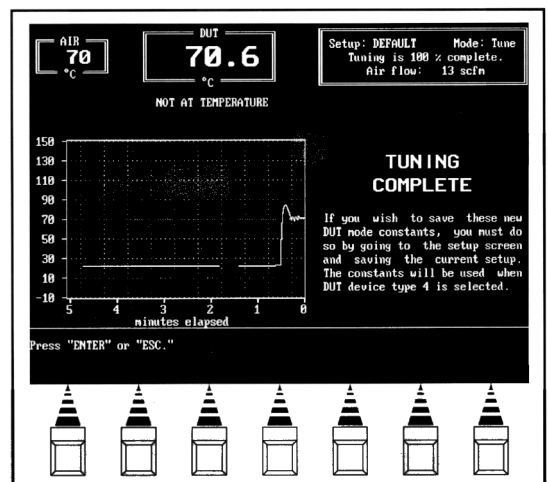 AIR
70
°C
DUT
70.6
°C
NOT AT TEMPERATURE
Setup: DEFAULT Mode: Tune
Tuning is 100 % complete.
Air flow: 13 scfm
150
130
110
90
70
50
30
10
-10
5 4 3 2 1 0
minutes elapsed
TUNING
COMPLETE
If you wish to save these new
DUT mode constants, you must do
so by going to the setup screen
and saving the current setup.
The constants will be used when
DUT device type 4 is selected.
Press "ENTER" or "ESC."